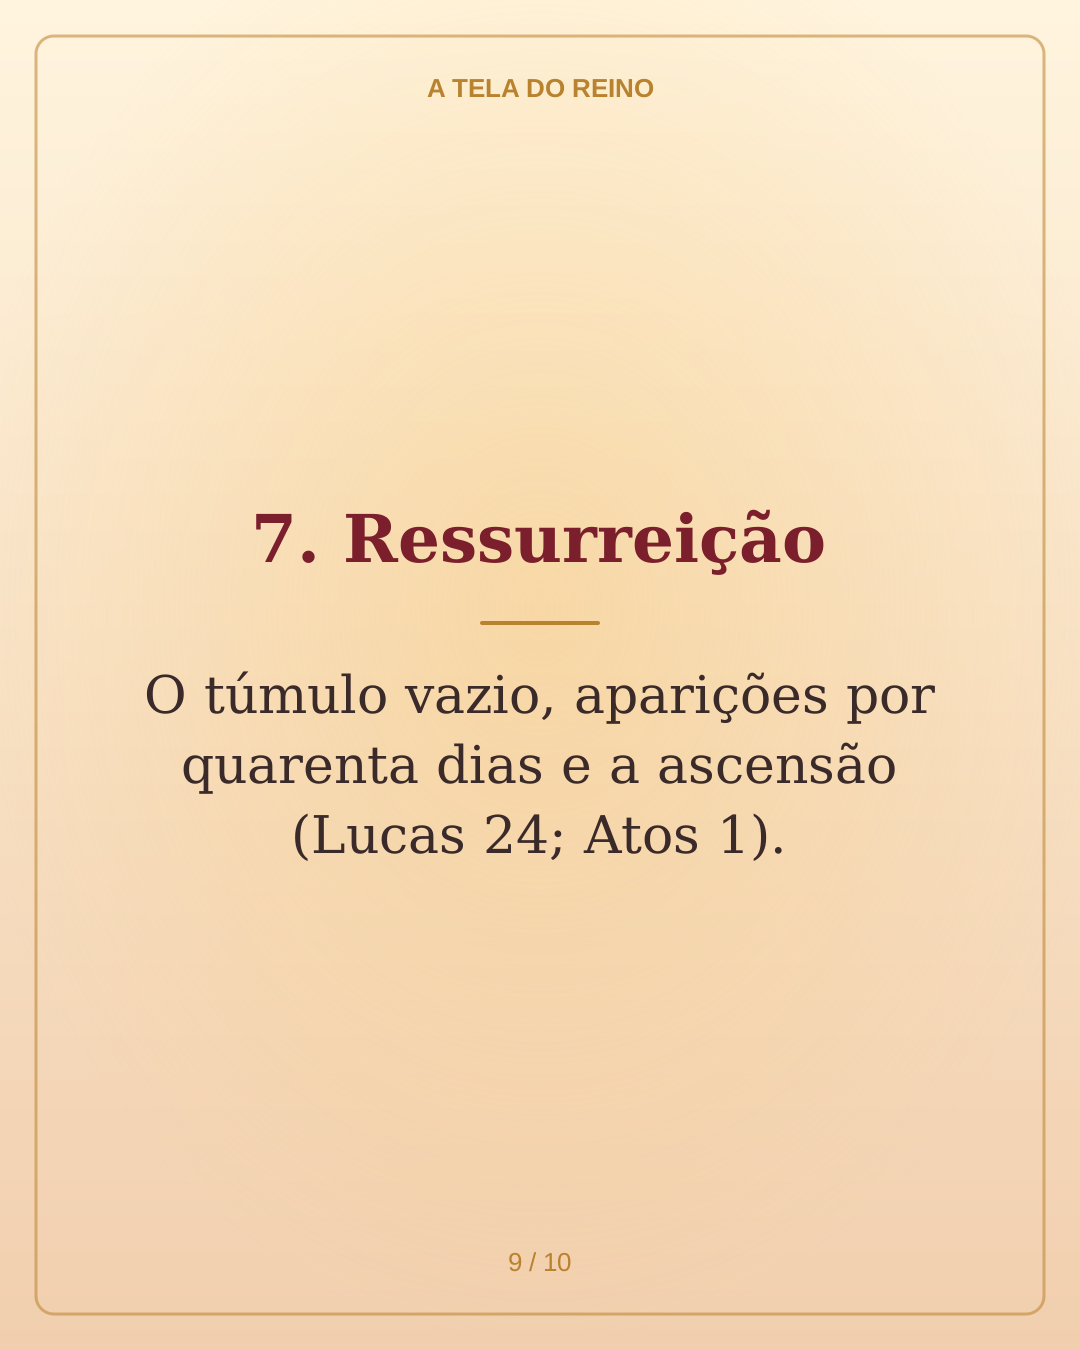 A TELA DO REINO
7. Ressurreição
O túmulo vazio, aparições por
quarenta dias e a ascensão
(Lucas 24; Atos 1).
9 / 10